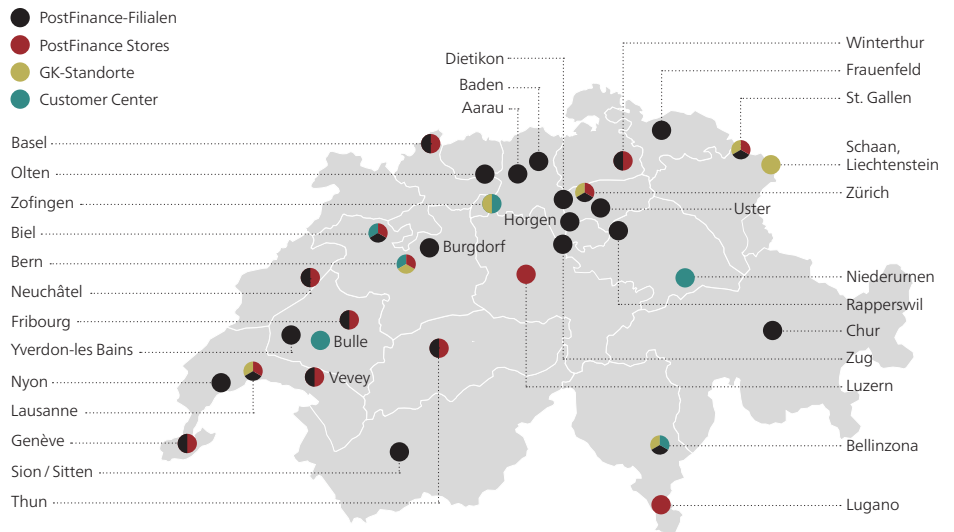 PostFinance-Filialen
PostFinance Stores
GK-Standorte
Customer Center
Dietikon
Baden
Aarau
Winterthur
Frauenfeld
St. Gallen
Schaan,
Liechtenstein
Zürich
Uster
Horgen
Basel
Olten
Zofingen
Biel
Bern
Burgdorf
Neuchâtel
Fribourg
Yverdon-les Bains
Bulle
Nyon
Vevey
Lausanne
Genève
Sion / Sitten
Thun
Niederurnen
Rapperswil
Chur
Zug
Luzern
Bellinzona
Lugano